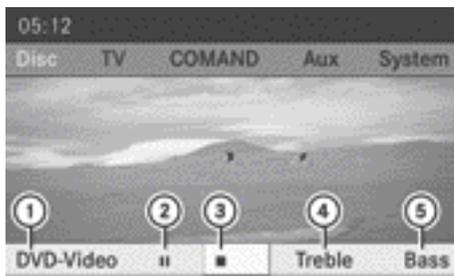 05:12
Disc TV COMAND Aux System
1 2 3 4 5
DVD-Video Treble Bass